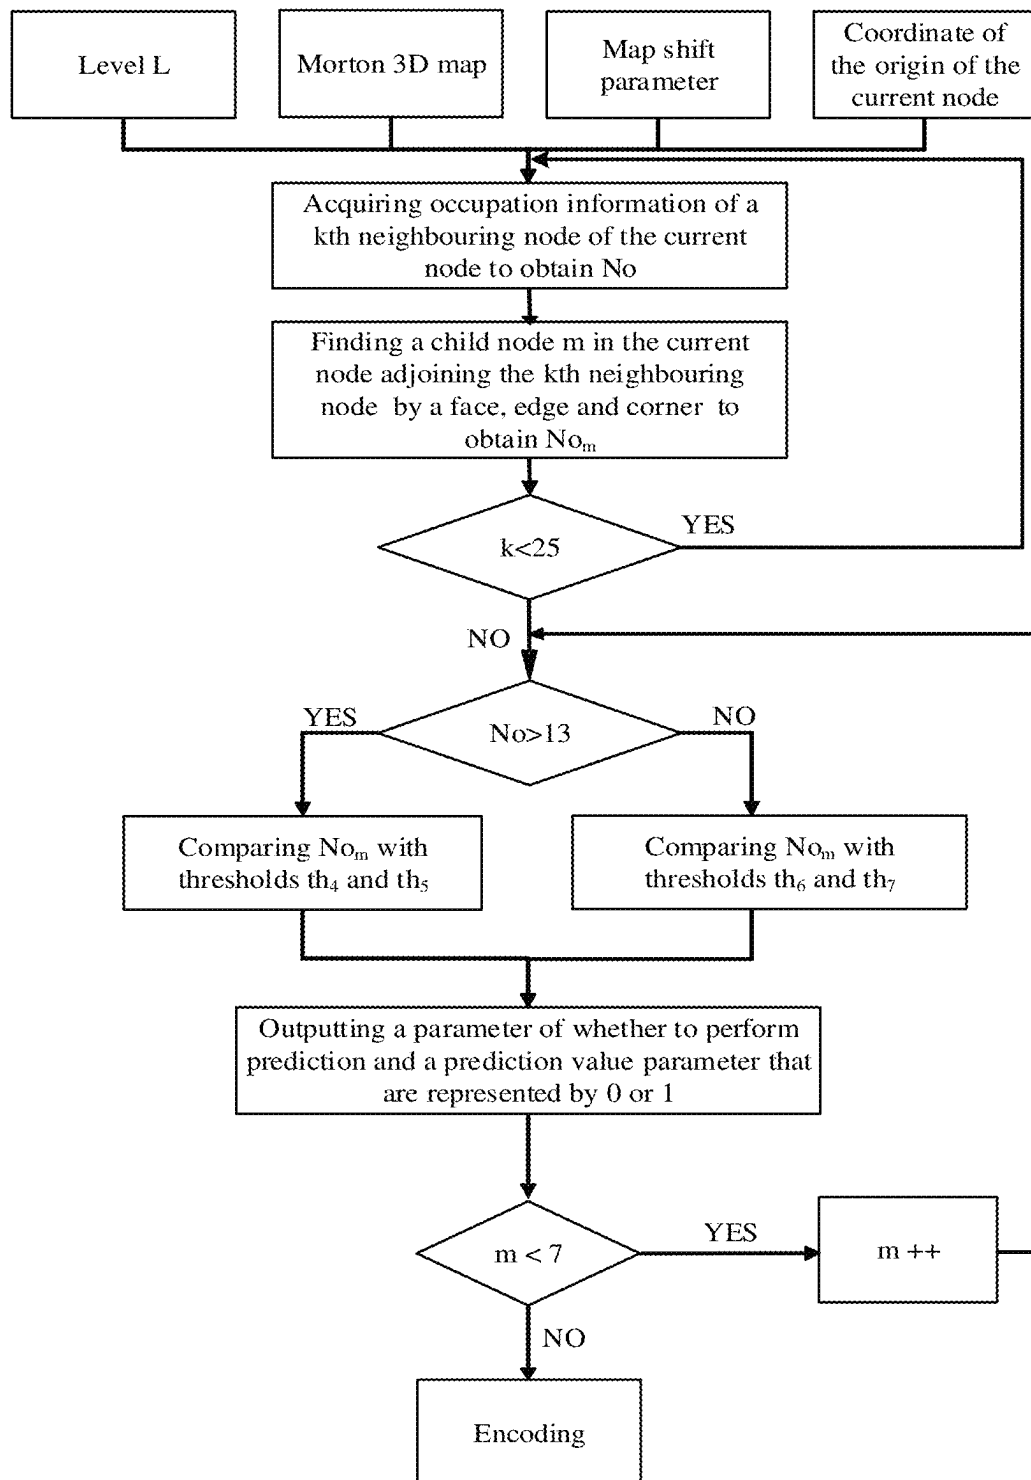 Level L
Morton 3D map
Map shift
parameter
Coordinate of
the origin of the
current node
Acquiring occupation information of a
kth neighbouring node of the current
node to obtain No
Finding a child node m in the current
node adjoining the kth neighbouring
node by a face, edge and corner to
obtain Noₘ
k<25
YES
NO
No>13
YES
NO
Comparing Noₘ with
thresholds th₄ and th₅
Comparing Noₘ with
thresholds th₆ and th₇
Outputting a parameter of whether to perform
prediction and a prediction value parameter that
are represented by 0 or 1
m < 7
YES
m ++
NO
Encoding